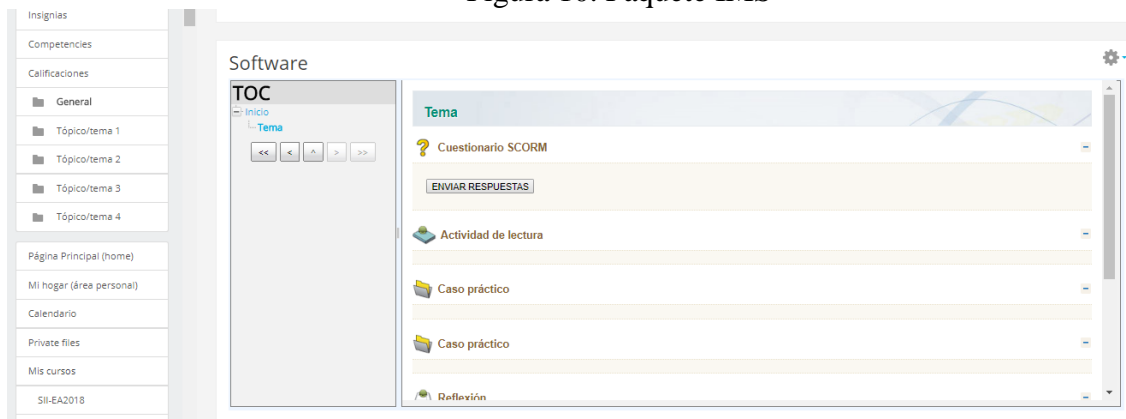 Figura 16. Paquete IMS
Insignias
Competencies
Calificaciones
General
Tópico/tema 1
Tópico/tema 2
Tópico/tema 3
Tópico/tema 4
Página Principal (home)
Mi hogar (área personal)
Calendario
Private files
Mis cursos
SII-EA2018
Software
TOC
Inicio
Tema
<< < ^ > >>
Tema
Cuestionario SCORM
ENVIAR RESPUESTAS
Actividad de lectura
Caso práctico
Caso práctico
Reflexión